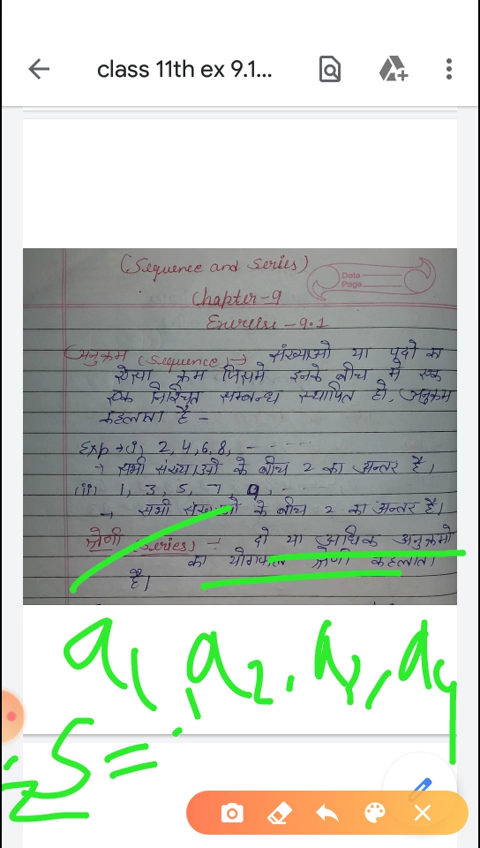 class 11th ex 9.1...
(Sequence and Series)
Date
Page
Chapter-9
Exercise-9.1
अनुक्रम (Sequence) → संख्याओ या पदो का
ऐसा क्रम जिसमे इनके बीच में एक
एक निश्चित सम्बन्ध स्थापित हो, अनुक्रम
कहलाता है -
Exp → (i) 2, 4, 6, 8, - - - -
→ सभी संख्याओ के बीच 2 का अन्तर है।
(ii) 1, 3, 5, 7, 9, - - -
→ सभी संख्याओ के बीच 2 का अन्तर है।
श्रेणी (Series) :- दो या अधिक अनुक्रमो
का योगफल श्रेणी कहलाता
है।
a1, a2, a3, a4
S =